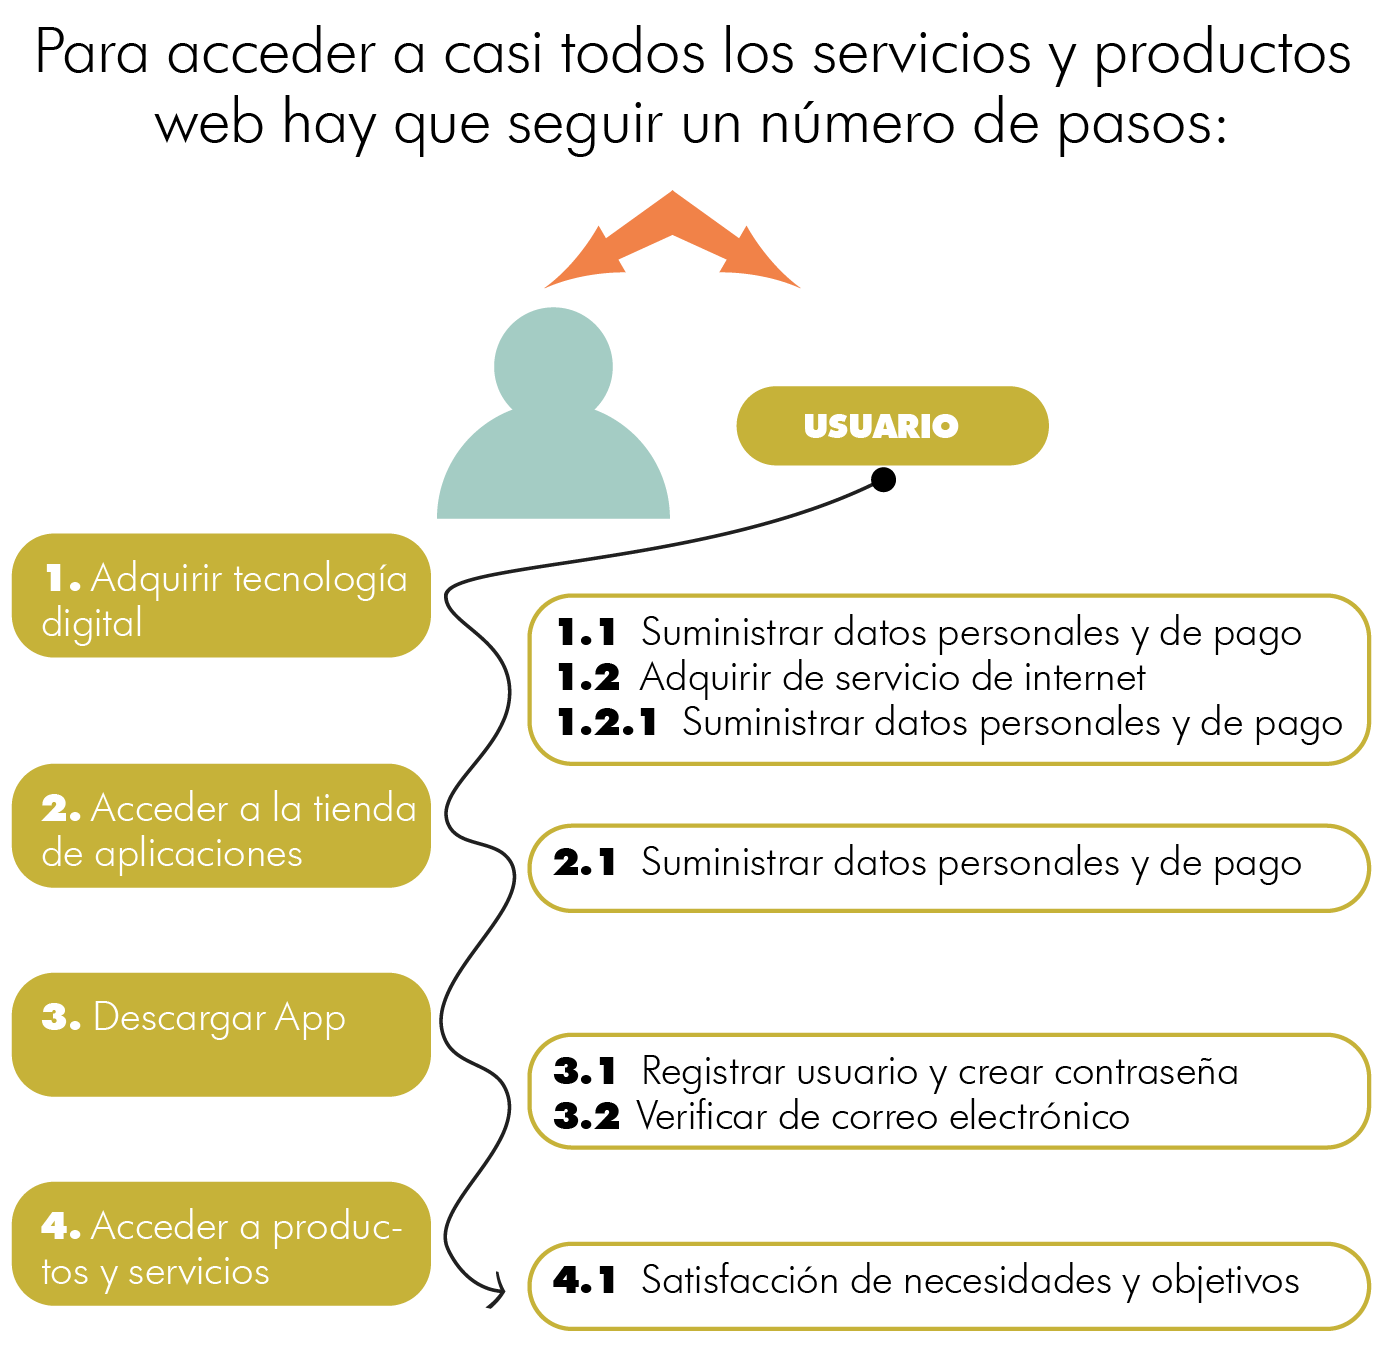 Para acceder a casi todos los servicios y productos
web hay que seguir un número de pasos:
USUARIO
1. Adquirir tecnología
digital
1.1 Suministrar datos personales y de pago
1.2 Adquirir de servicio de internet
1.2.1 Suministrar datos personales y de pago
2. Acceder a la tienda
de aplicaciones
2.1 Suministrar datos personales y de pago
3. Descargar App
3.1 Registrar usuario y crear contraseña
3.2 Verificar de correo electrónico
4. Acceder a produc-
tos y servicios
4.1 Satisfacción de necesidades y objetivos